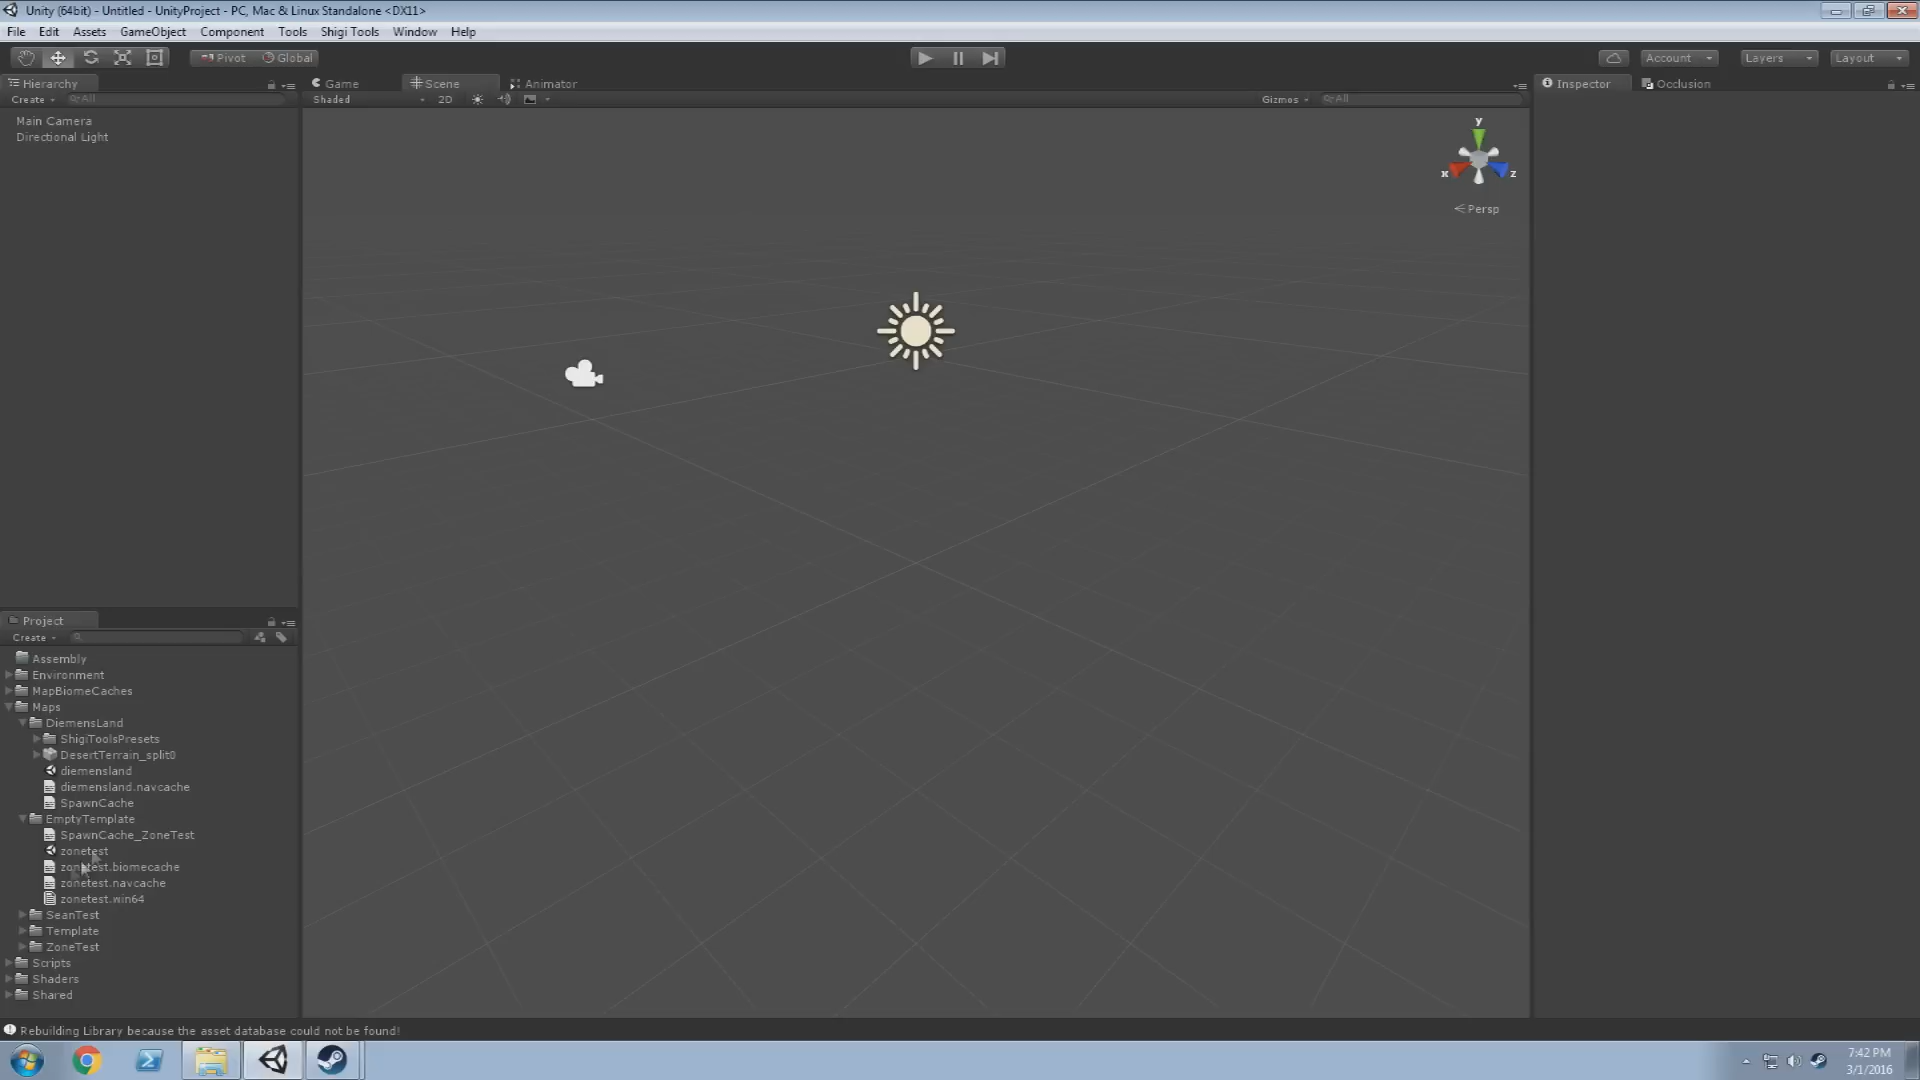 Unity (64bit) - Untitled - UnityProject - PC, Mac & Linux Standalone <DX11>
File Edit Assets GameObject Component Tools Shigi Tools Window Help
Pivot Global Account Layers Layout
Hierarchy Game Scene Animator Inspector Occlusion
Create All Shaded 2D Gizmos All
Main Camera
Directional Light
y
x z
Persp
Project
Create
Assembly
Environment
MapBiomeCaches
Maps
DiemensLand
ShigiToolsPresets
DesertTerrain_split0
diemensland
diemensland.navcache
SpawnCache
EmptyTemplate
SpawnCache_ZoneTest
zonetest
zonetest.biomecache
zonetest.navcache
zonetest.win64
SeanTest
Template
ZoneTest
Scripts
Shaders
Shared
Rebuilding Library because the asset database could not be found!
7:42 PM
3/1/2016